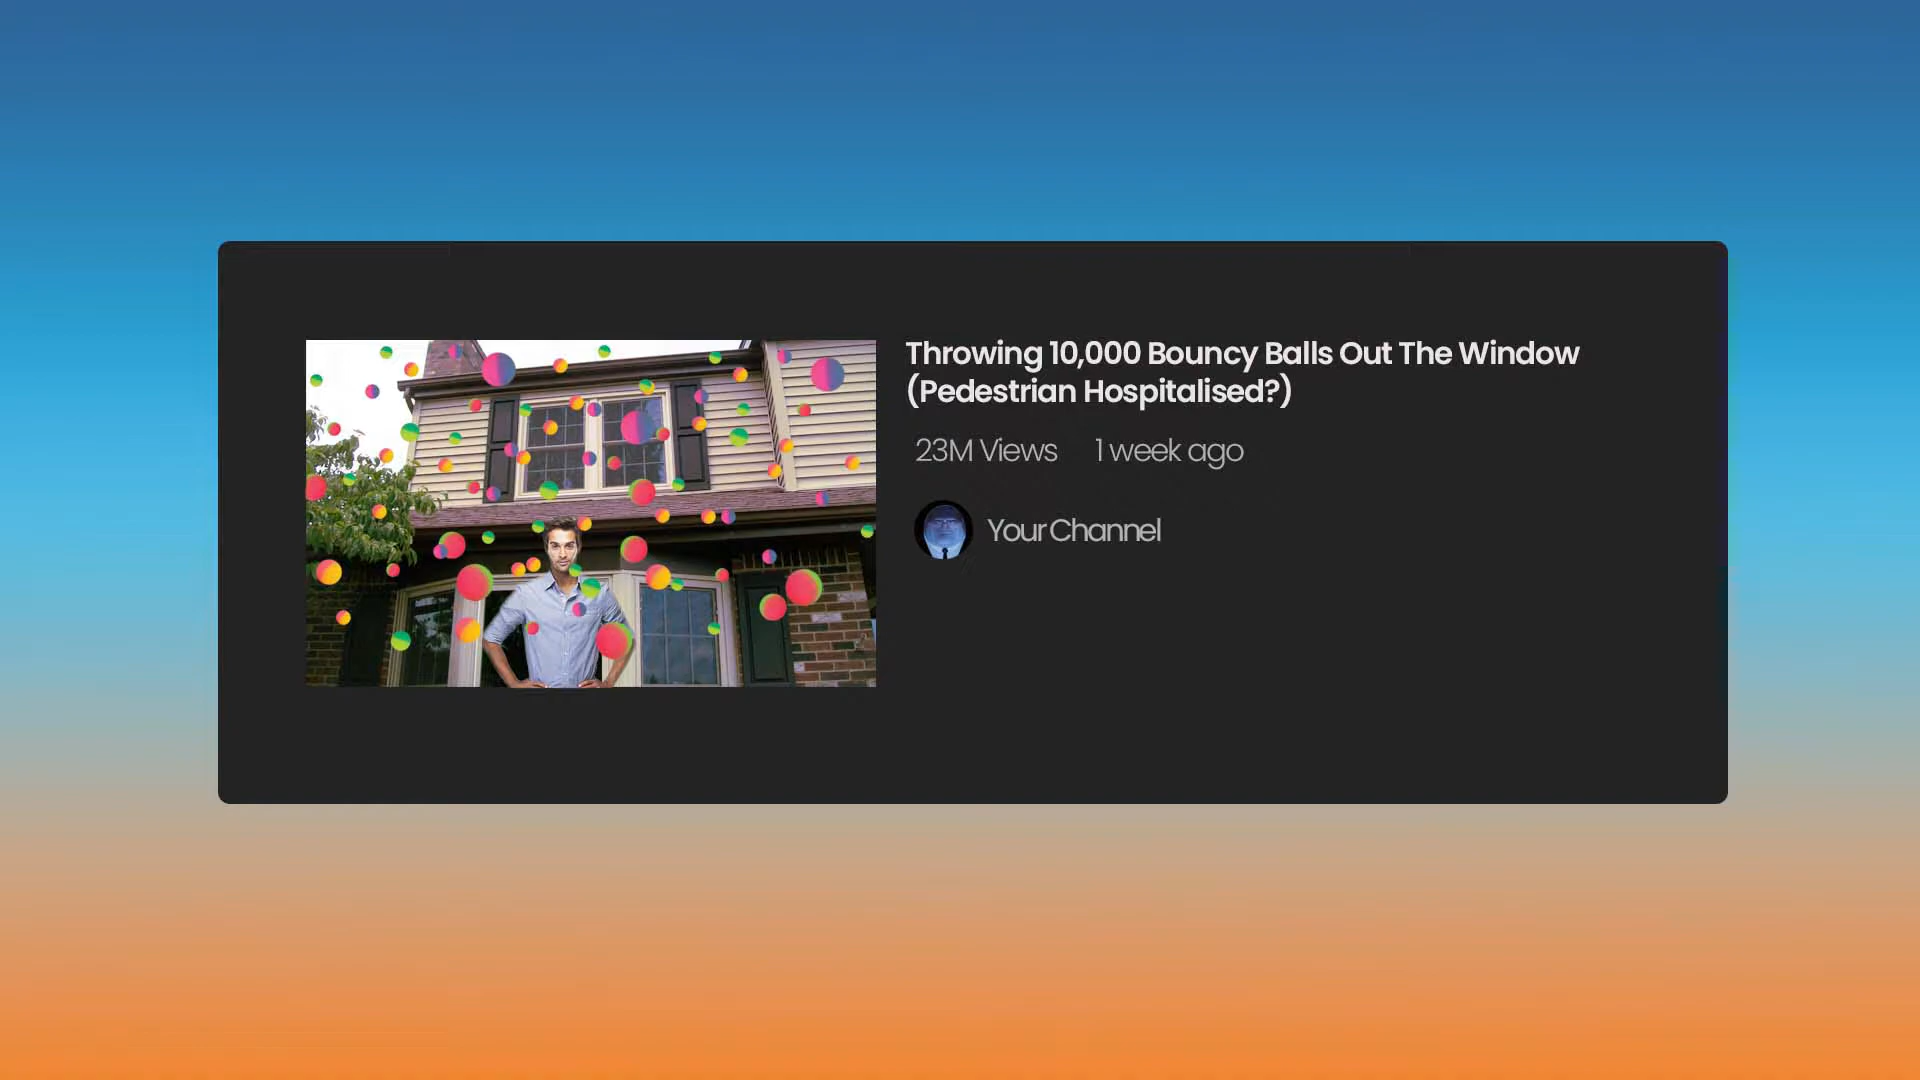 Throwing 10,000 Bouncy Balls Out The Window
(Pedestrian Hospitalised?)
23M Views 1 week ago
Your Channel